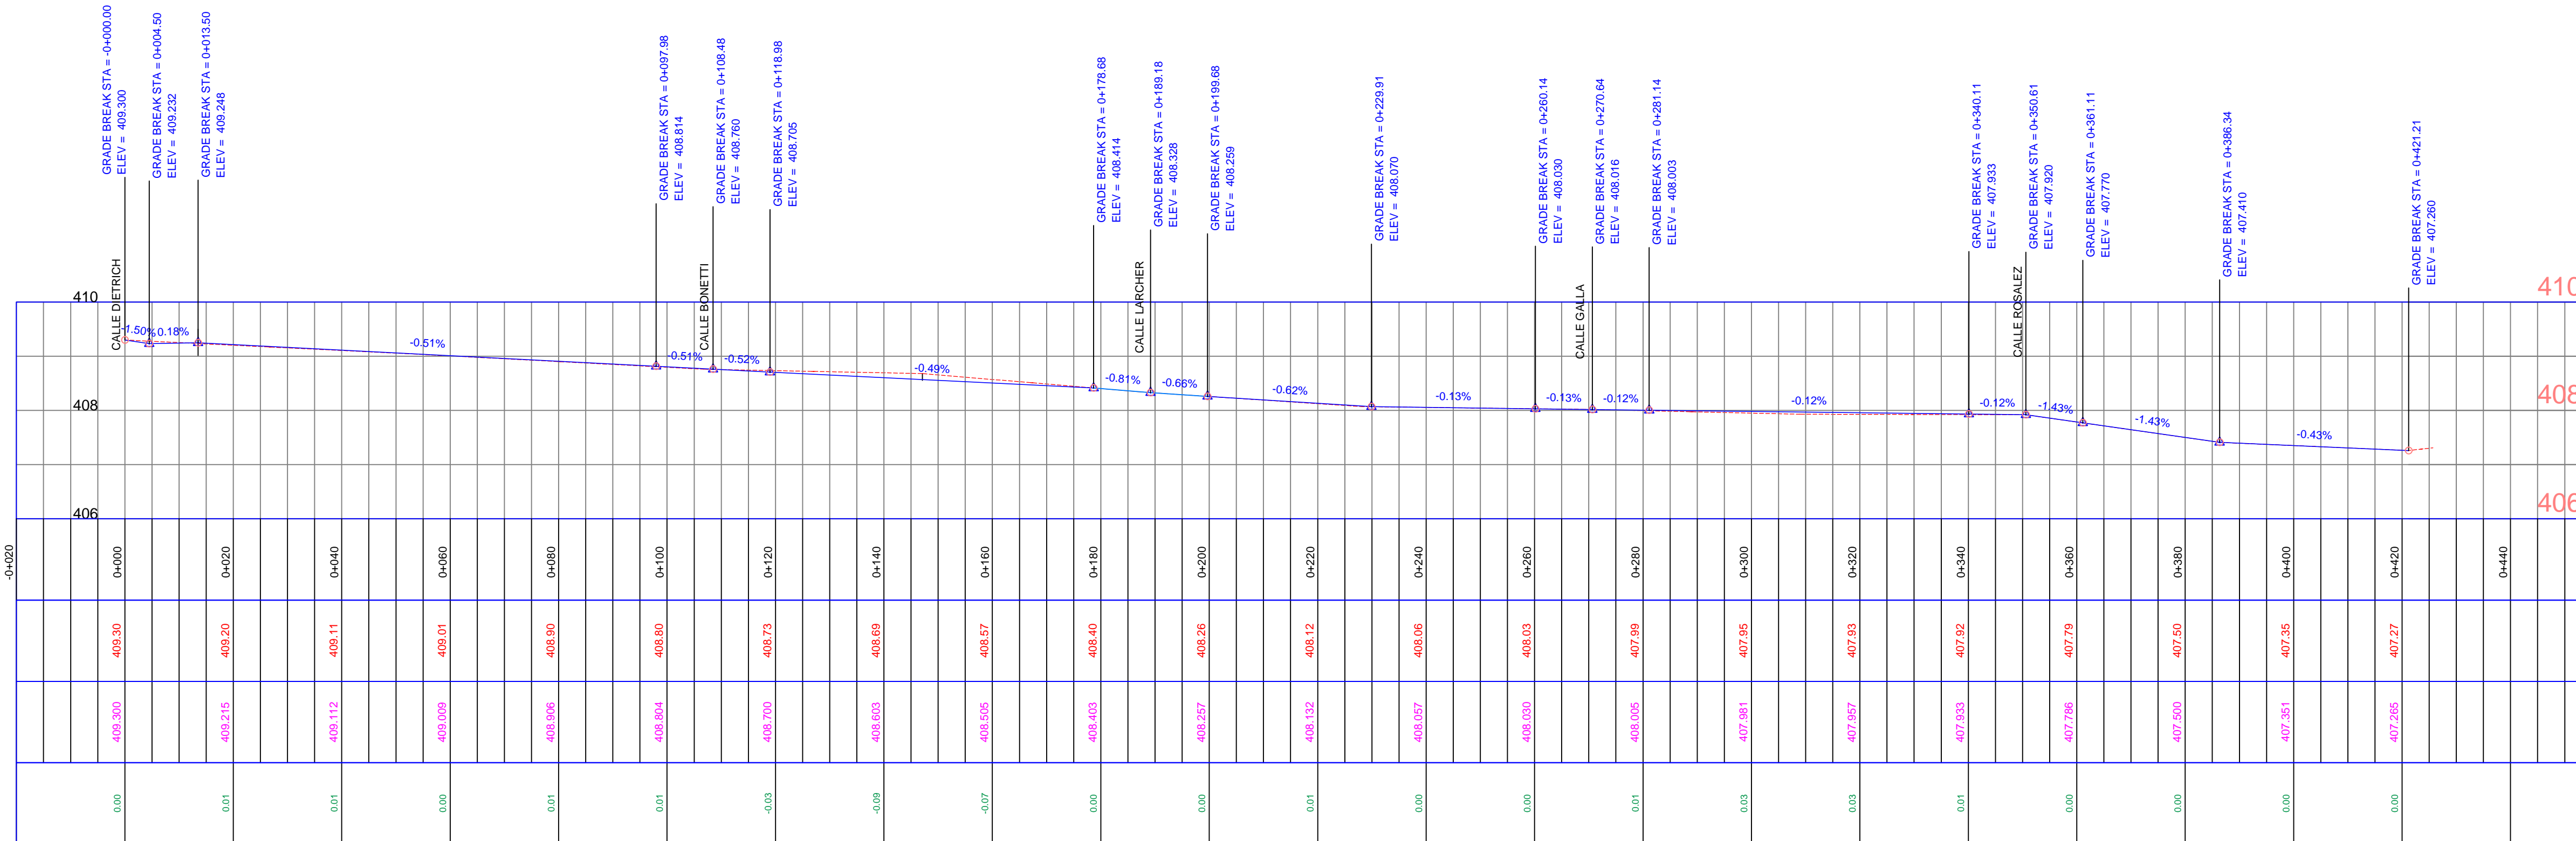 GRADE BREAK STA = -0+000.00
ELEV = 409.300
GRADE BREAK STA = 0+004.50
ELEV = 409.232
GRADE BREAK STA = 0+013.50
ELEV = 409.248
GRADE BREAK STA = 0+097.98
ELEV = 408.814
GRADE BREAK STA = 0+108.48
ELEV = 408.760
GRADE BREAK STA = 0+118.98
ELEV = 408.705
GRADE BREAK STA = 0+178.68
ELEV = 408.414
GRADE BREAK STA = 0+189.18
ELEV = 408.328
GRADE BREAK STA = 0+199.68
ELEV = 408.259
GRADE BREAK STA = 0+229.91
ELEV = 408.070
GRADE BREAK STA = 0+260.14
ELEV = 408.030
GRADE BREAK STA = 0+270.64
ELEV = 408.016
GRADE BREAK STA = 0+281.14
ELEV = 408.003
GRADE BREAK STA = 0+340.11
ELEV = 407.933
GRADE BREAK STA = 0+350.61
ELEV = 407.920
GRADE BREAK STA = 0+361.11
ELEV = 407.770
GRADE BREAK STA = 0+386.34
ELEV = 407.410
GRADE BREAK STA = 0+421.21
ELEV = 407.260
CALLE DIETRICH
CALLE BONETTI
CALLE LARCHER
CALLE GALLA
CALLE ROSALEZ
410
410
-1.50%
0.18%
-0.51%
-0.51%
-0.52%
-0.49%
-0.81%
-0.66%
-0.62%
-0.13%
-0.13%
-0.12%
-0.12%
-0.12%
-1.43%
-1.43%
-0.43%
408
408
406
406
-0+020
0+000
0+020
0+040
0+060
0+080
0+100
0+120
0+140
0+160
0+180
0+200
0+220
0+240
0+260
0+280
0+300
0+320
0+340
0+360
0+380
0+400
0+420
0+440
409.30
409.20
409.11
409.01
408.90
408.80
408.73
408.69
408.57
408.40
408.26
408.12
408.06
408.03
407.99
407.95
407.93
407.92
407.79
407.50
407.35
407.27
409.300
409.215
409.112
409.009
408.906
408.804
408.700
408.603
408.505
408.403
408.257
408.132
408.057
408.030
408.005
407.981
407.957
407.933
407.786
407.500
407.351
407.265
0.00
0.01
0.01
0.00
0.01
0.01
-0.03
-0.09
-0.07
0.00
0.00
0.01
0.00
0.00
0.01
0.03
0.03
0.01
0.00
0.00
0.00
0.00